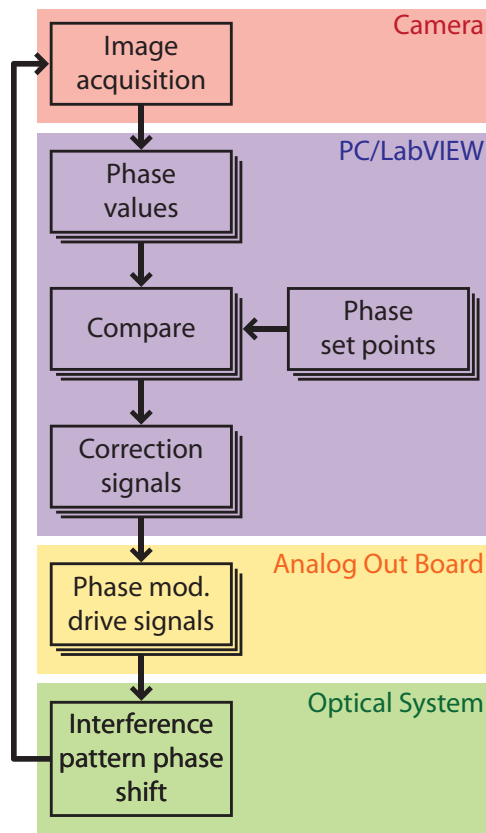 Camera
Image
acquisition
PC/LabVIEW
Phase
values
Compare
Phase
set points
Correction
signals
Analog Out Board
Phase mod.
drive signals
Optical System
Interference
pattern phase
shift